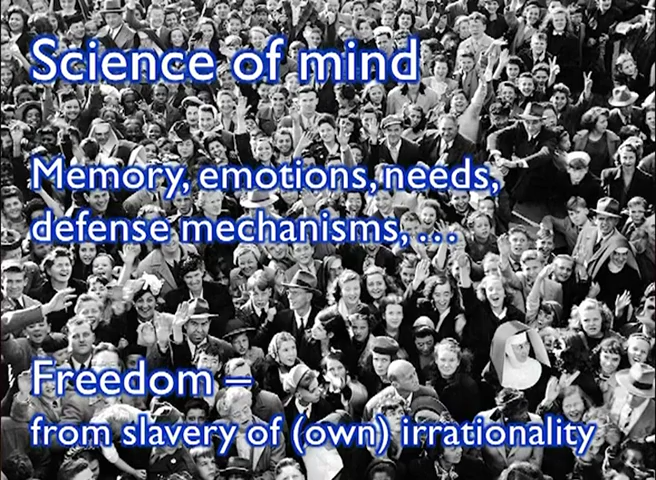 Science of mind
Memory, emotions, needs,
defense mechanisms, ...
Freedom –
from slavery of (own) irrationality